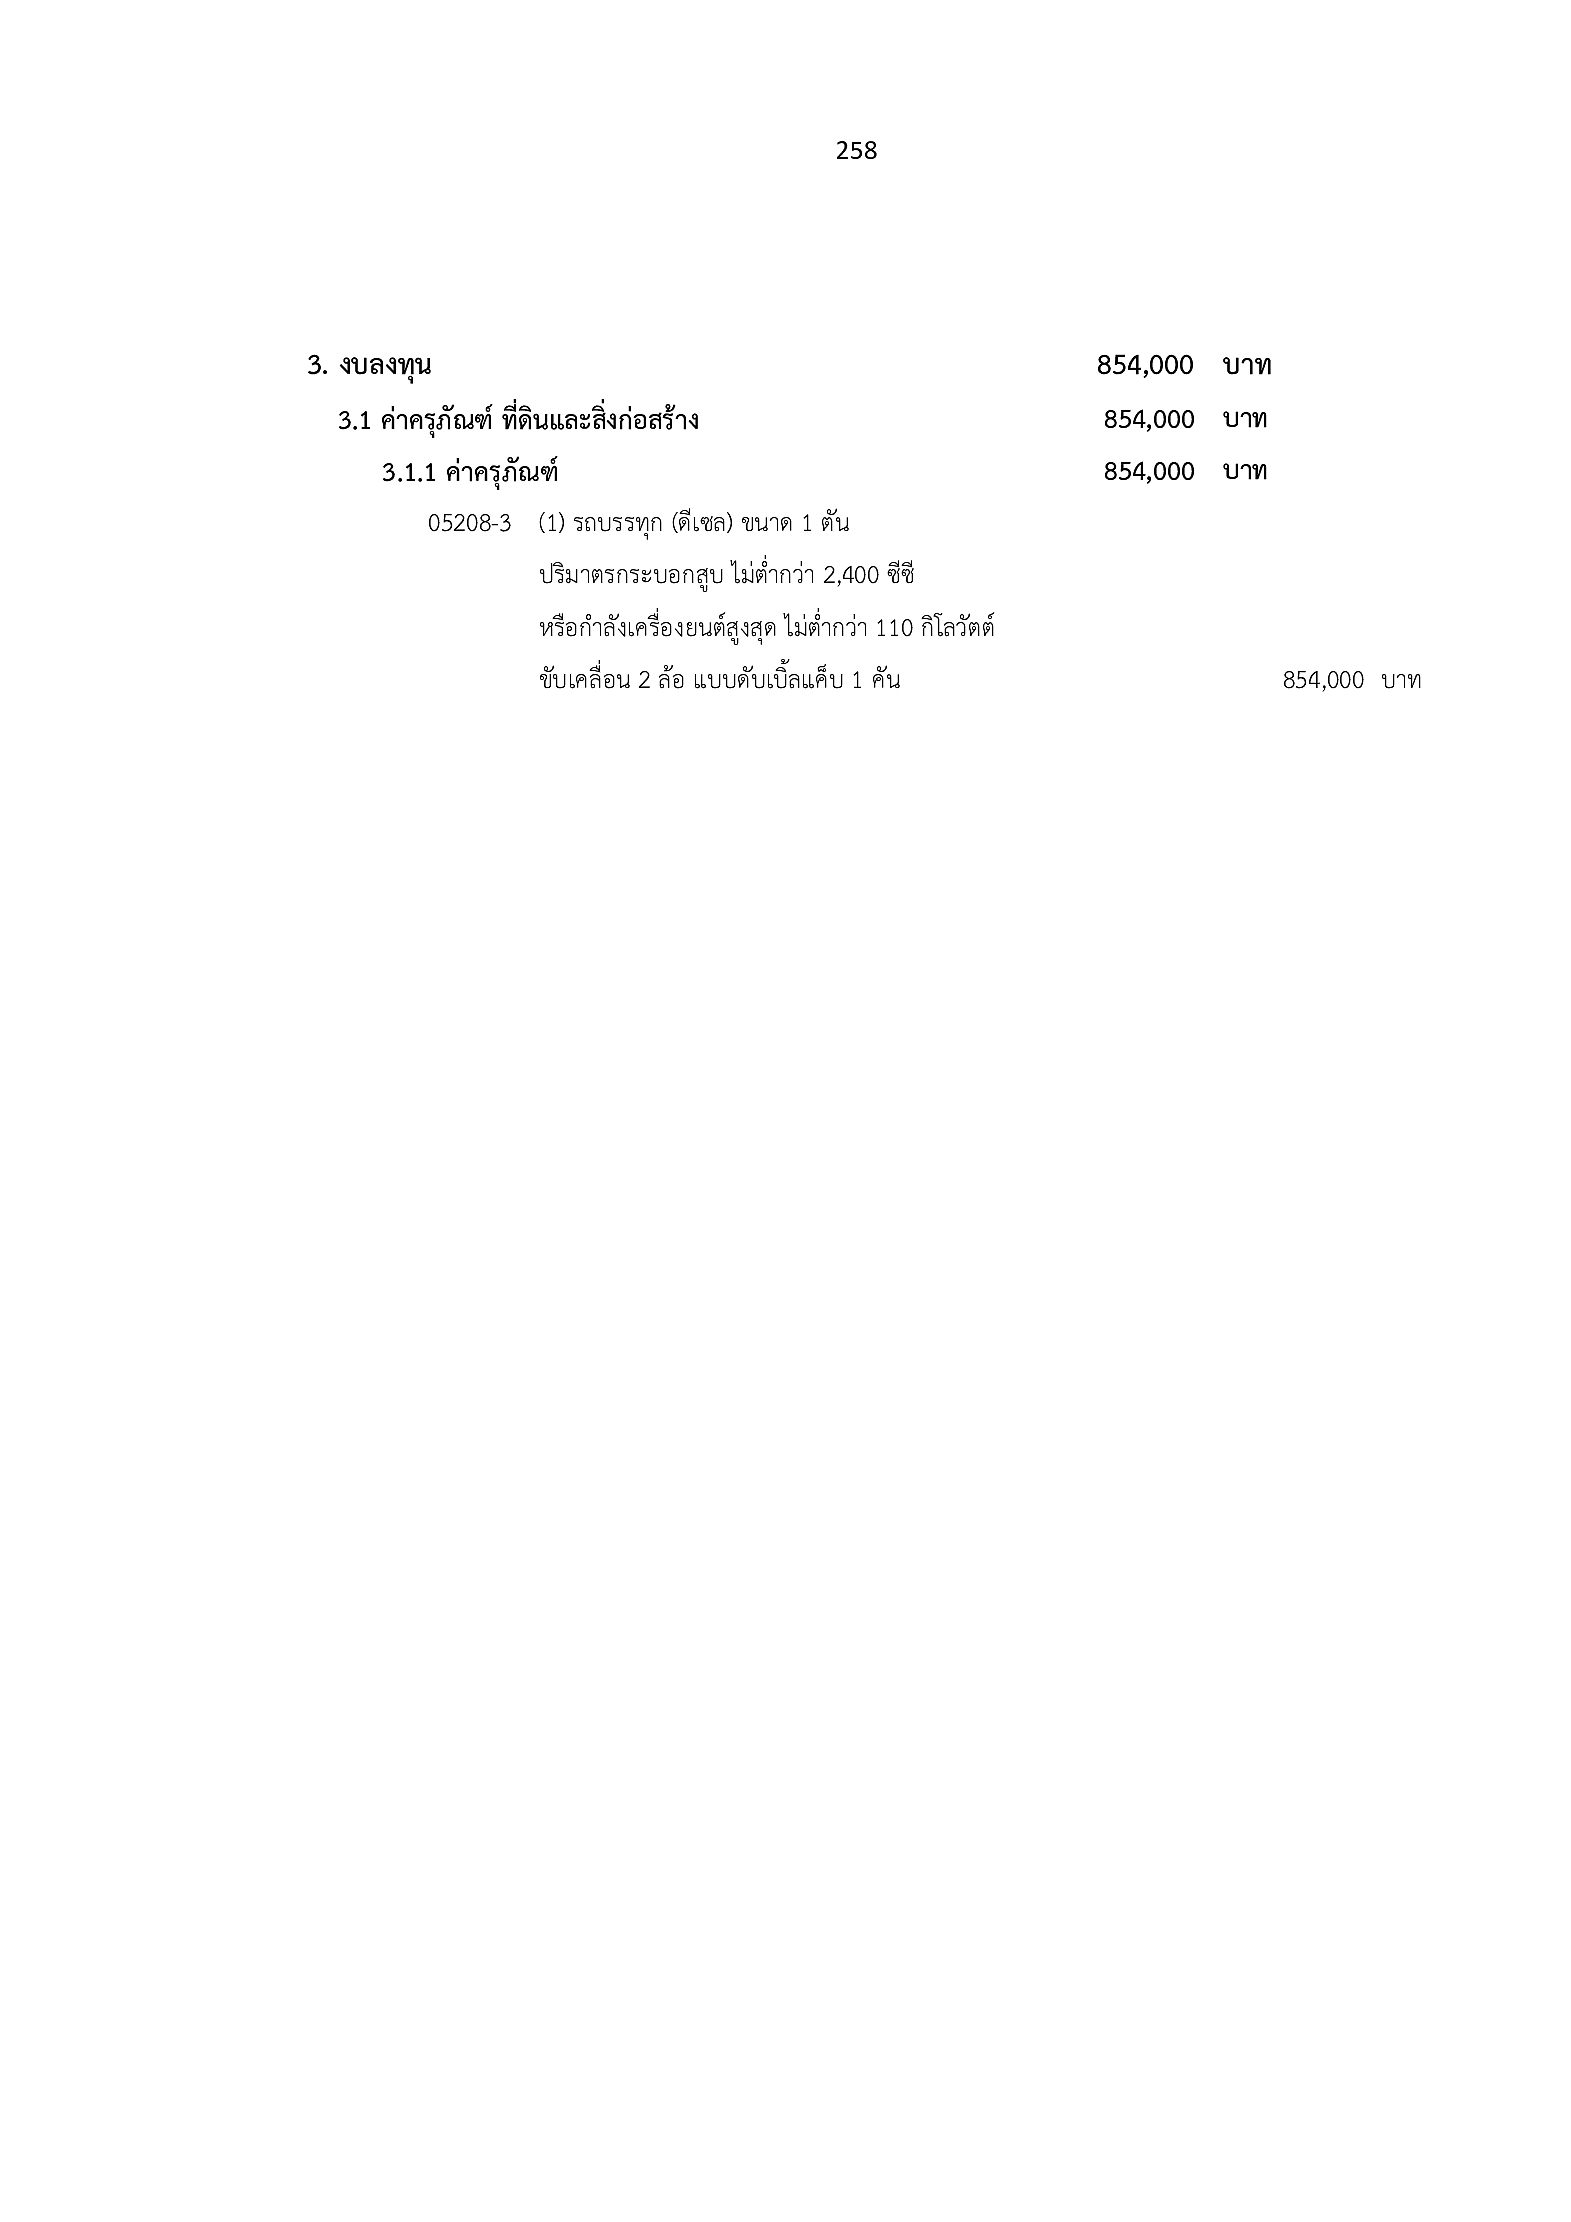 258
3. งบลงทุน 854,000 บาท
3.1 ค่าครุภัณฑ์ ที่ดินและสิ่งก่อสร้าง 854,000 บาท
3.1.1 ค่าครุภัณฑ์ 854,000 บาท
05208-3 (1) รถบรรทุก (ดีเซล) ขนาด 1 ตัน
ปริมาตรกระบอกสูบ ไม่ต่ำกว่า 2,400 ซีซี
หรือกำลังเครื่องยนต์สูงสุด ไม่ต่ำกว่า 110 กิโลวัตต์
ขับเคลื่อน 2 ล้อ แบบดับเบิ้ลแค็บ 1 คัน 854,000 บาท